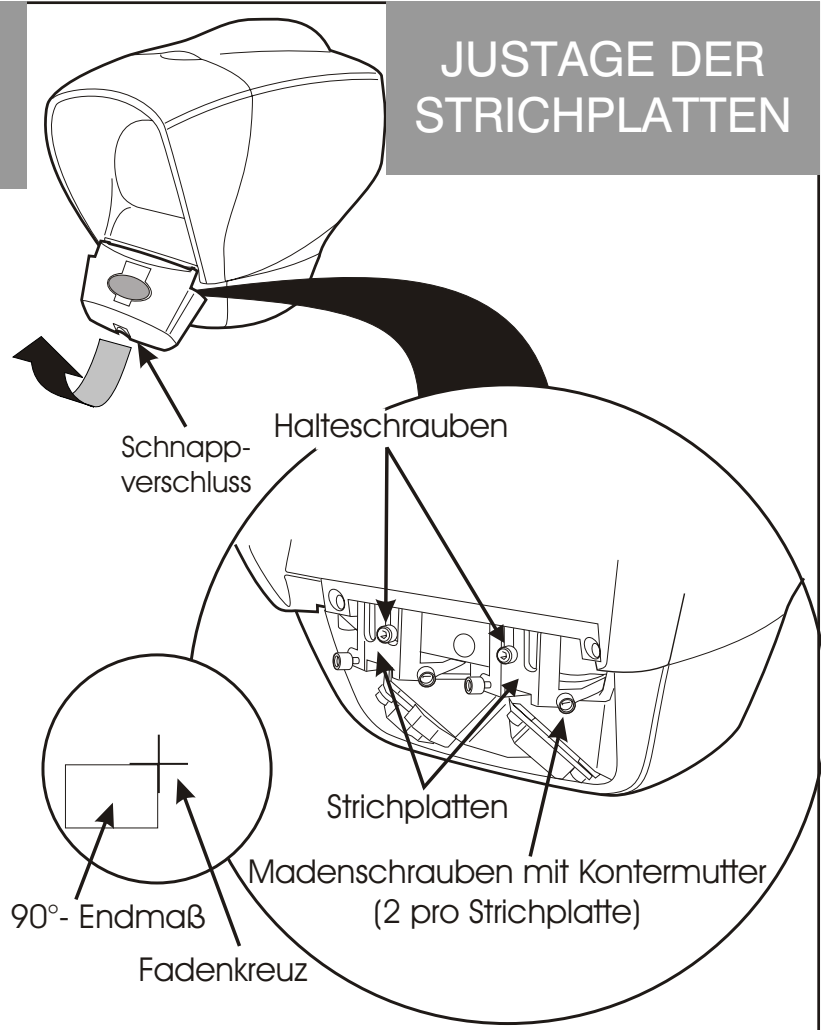 JUSTAGE DER
STRICHPLATTEN
Schnapp-
verschluss
Halteschrauben
Strichplatten
Madenschrauben mit Kontermutter
(2 pro Strichplatte)
90°- Endmaß
Fadenkreuz